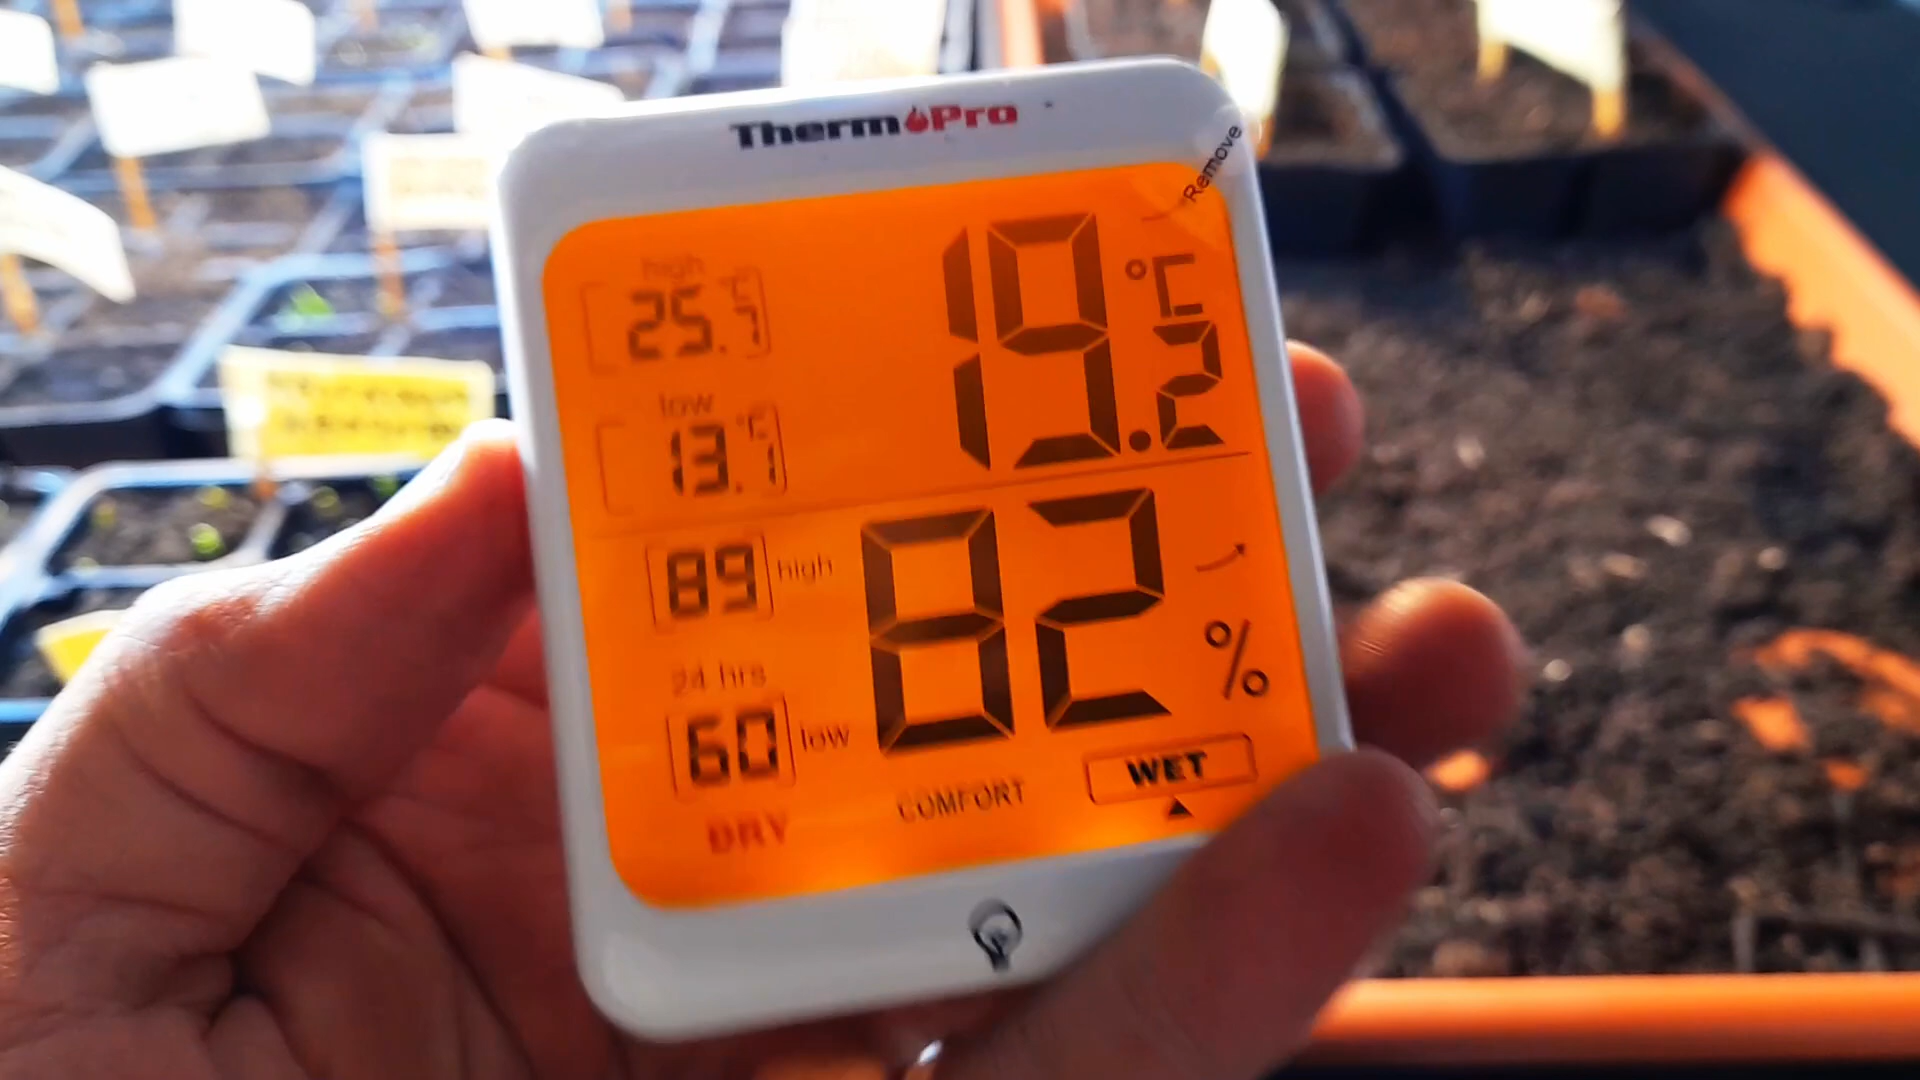 ThermoPro
Remove
high
25.7 °C
19.2 °C
low
13.1 °C
89 high
82 %
24 hrs
60 low
DRY
COMFORT
WET